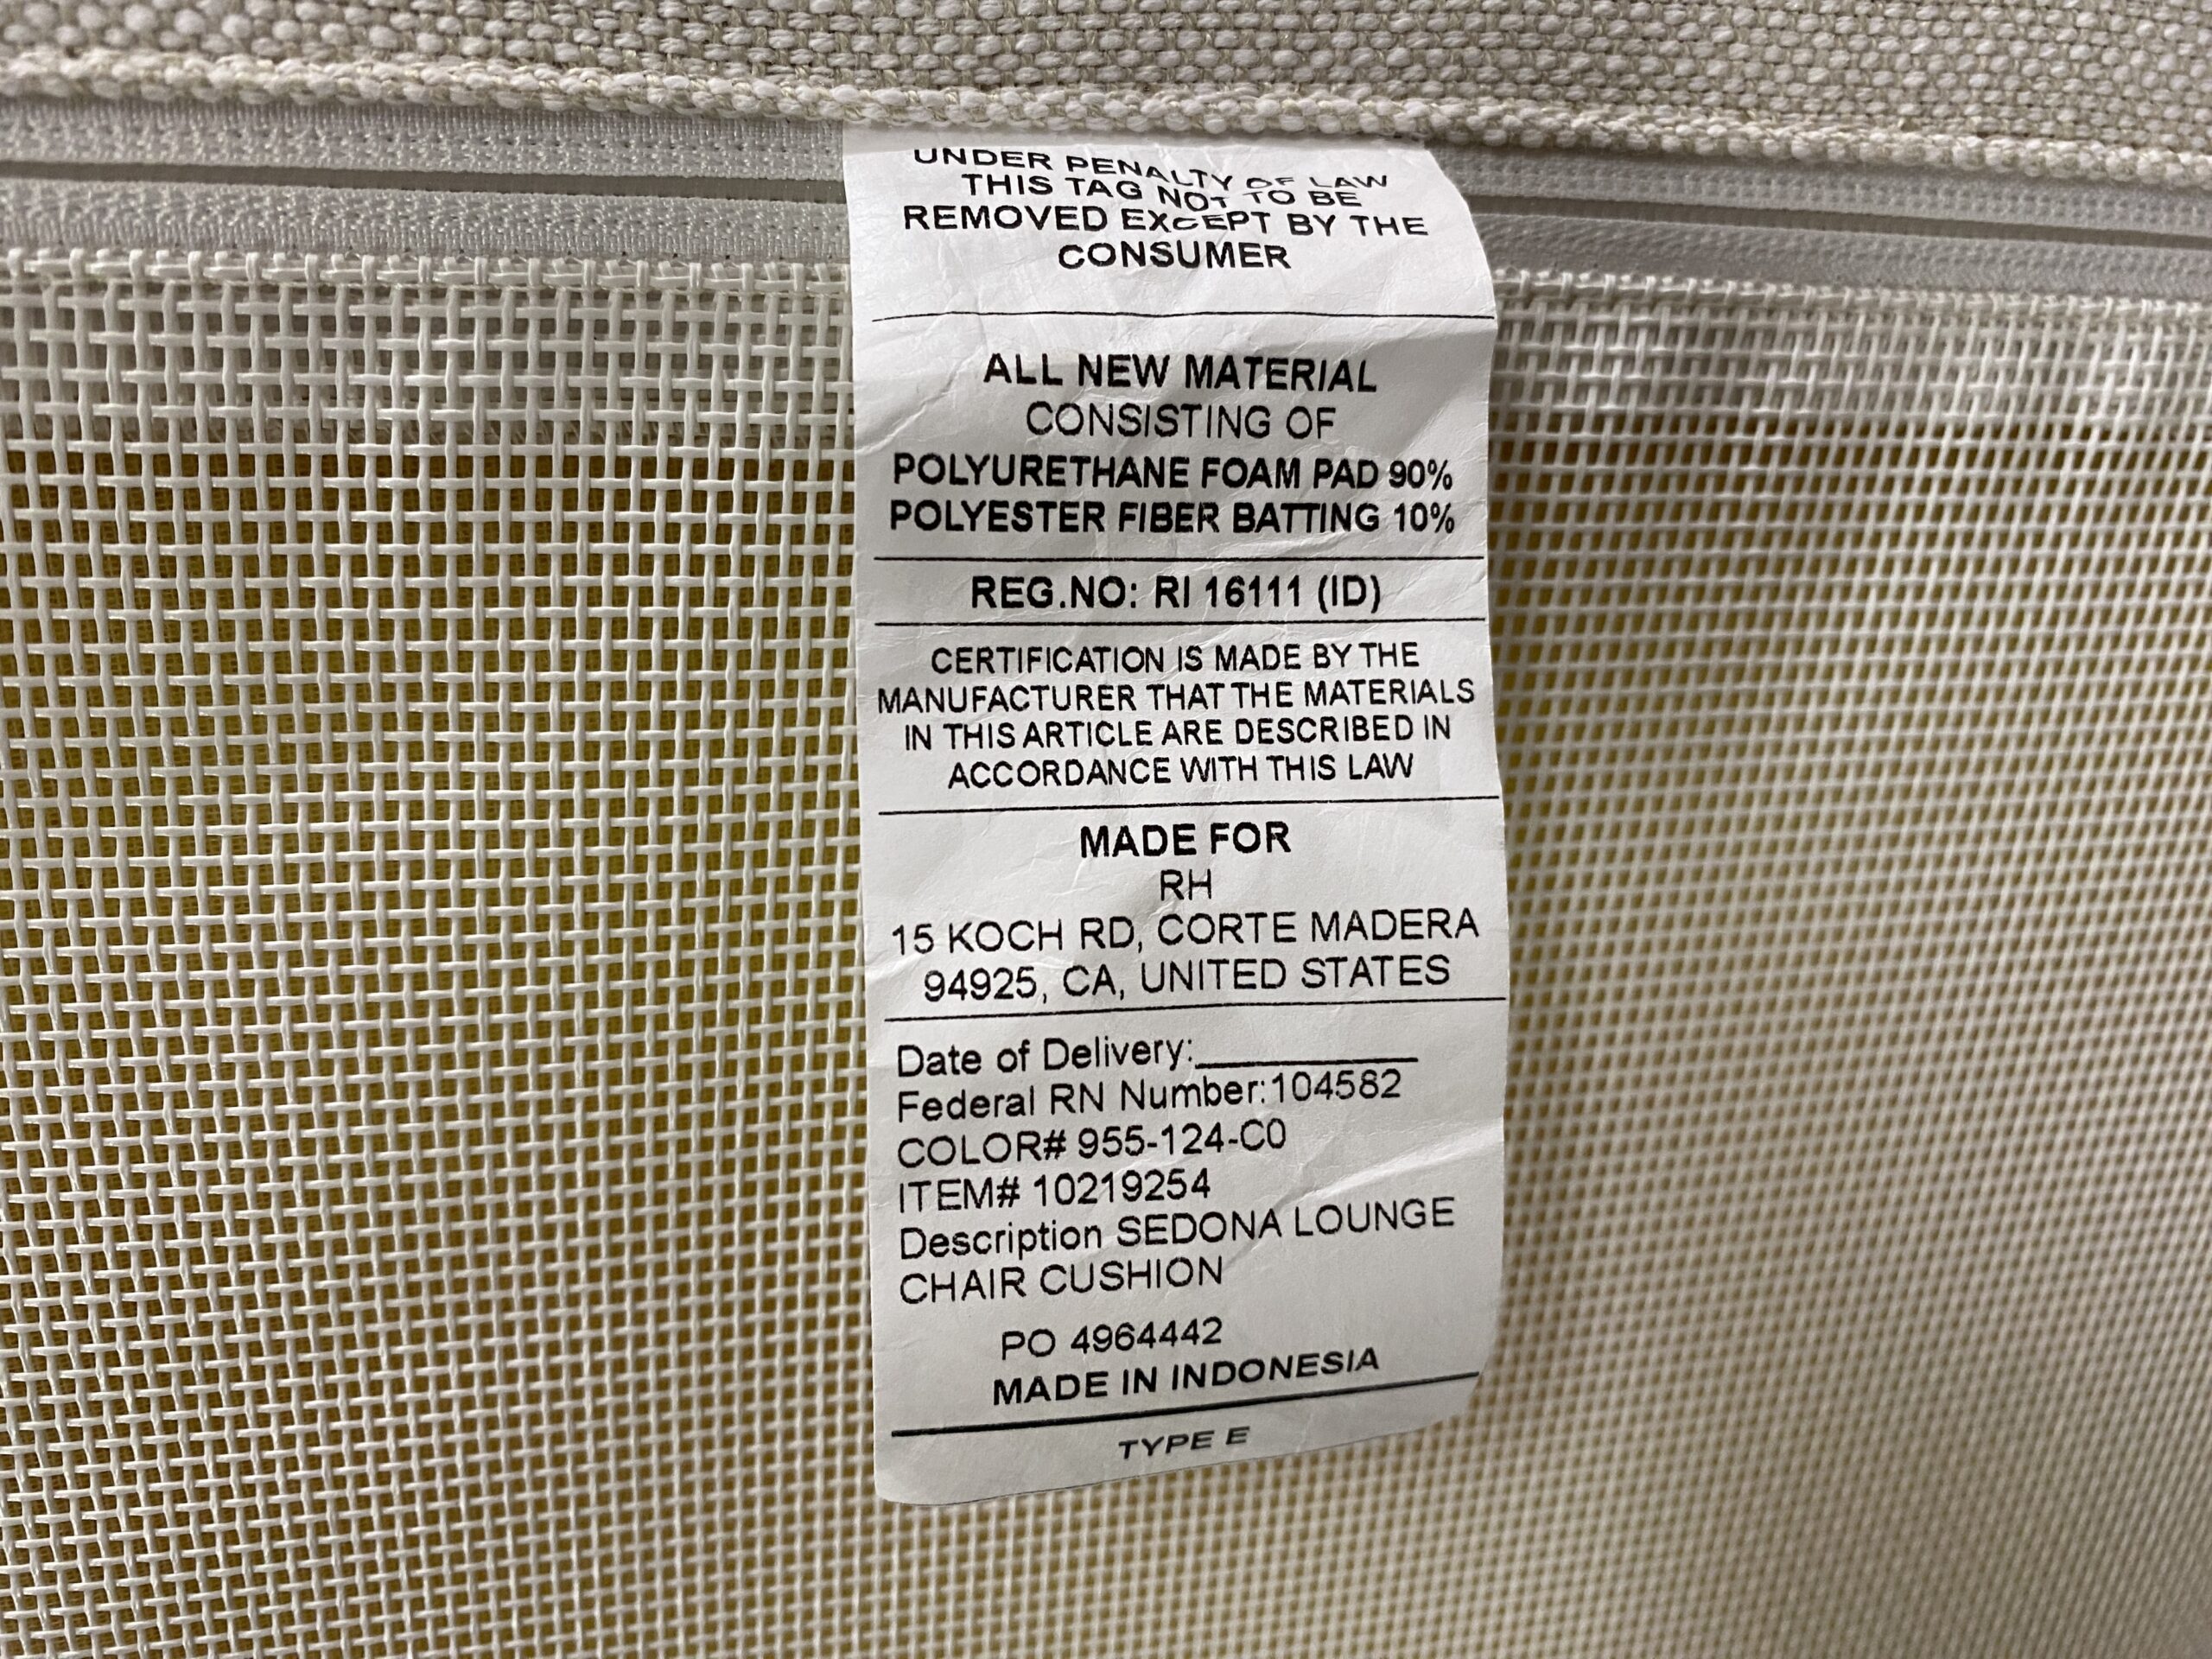 UNDER PENALTY OF LAW
THIS TAG NOT TO BE
REMOVED EXCEPT BY THE
CONSUMER
ALL NEW MATERIAL
CONSISTING OF
POLYURETHANE FOAM PAD 90%
POLYESTER FIBER BATTING 10%
REG.NO: RI 16111 (ID)
CERTIFICATION IS MADE BY THE
MANUFACTURER THAT THE MATERIALS
IN THIS ARTICLE ARE DESCRIBED IN
ACCORDANCE WITH THIS LAW
MADE FOR
RH
15 KOCH RD, CORTE MADERA
94925, CA, UNITED STATES
Date of Delivery:__________
Federal RN Number:104582
COLOR# 955-124-C0
ITEM# 10219254
Description SEDONA LOUNGE
CHAIR CUSHION
PO 4964442
MADE IN INDONESIA
TYPE E